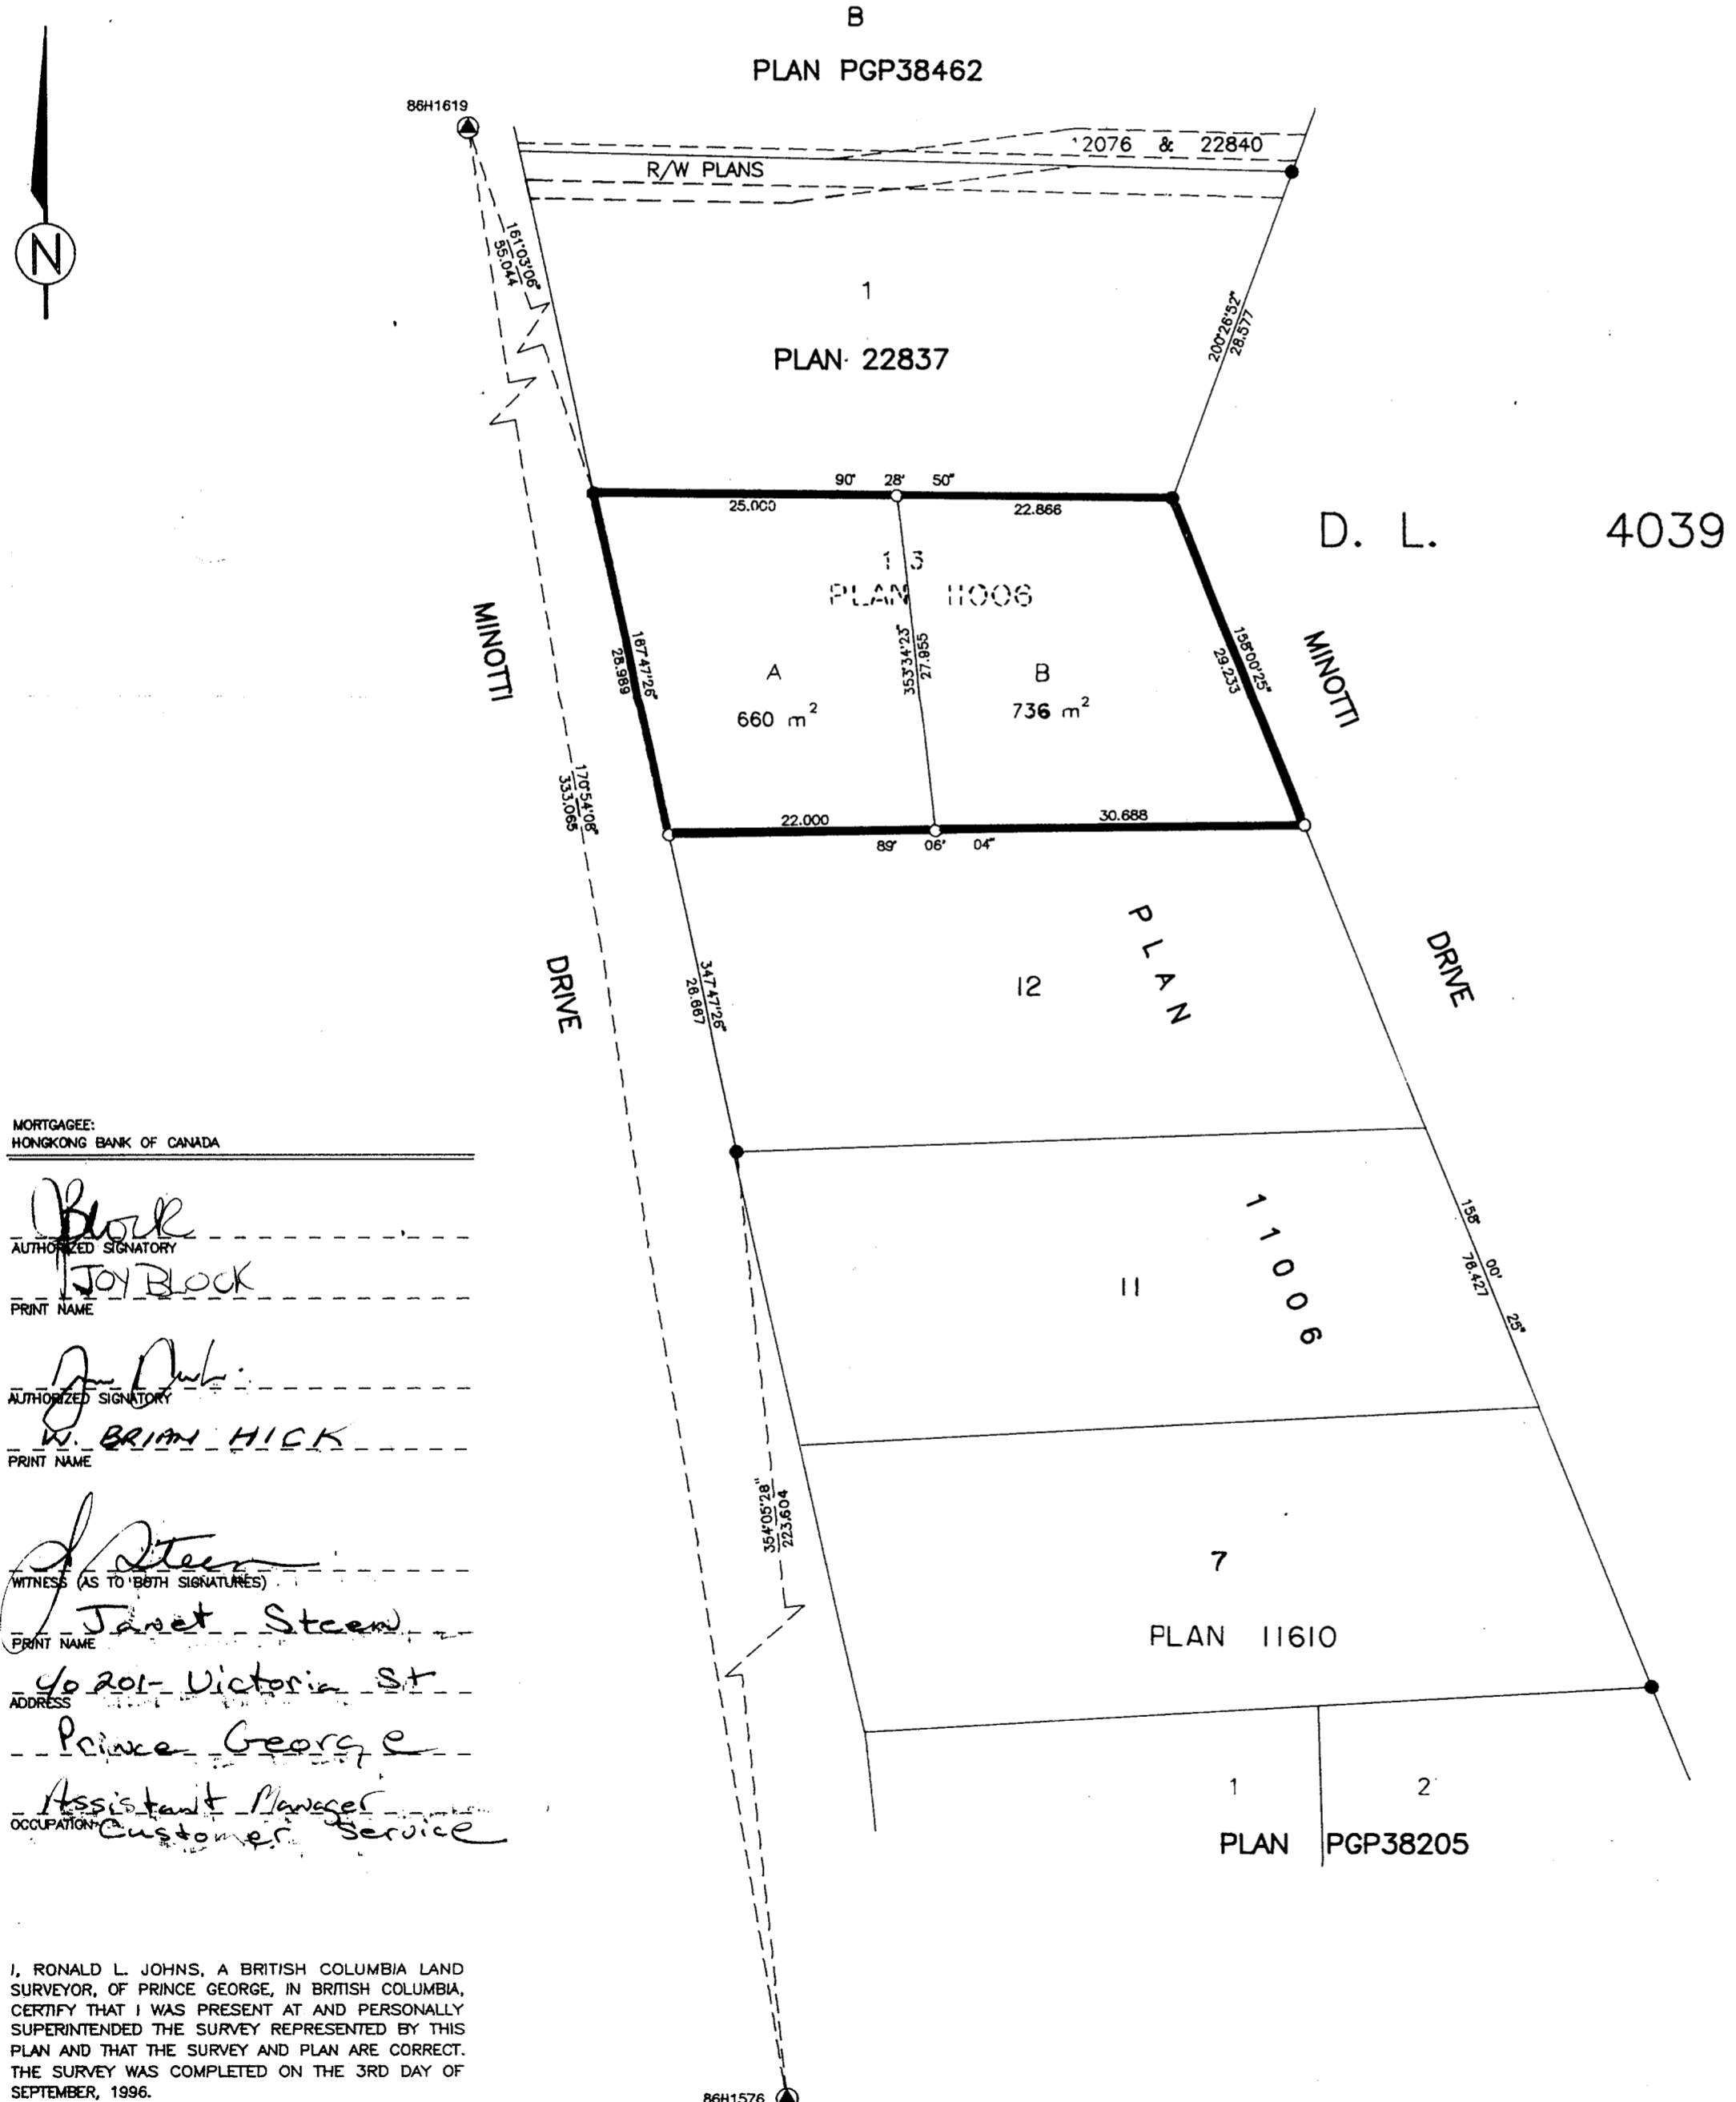 B
PLAN PGP38462
86H1619
2076 & 22840
R/W PLANS
N
161°03'06"
55.044
1
200°26'52"
28.577
PLAN 22837
90° 28' 50"
25.000
22.866
D. L. 4039
13
PLAN 11006
MINOTTI
167°47'26"
28.989
353°34'23"
27.955
158°00'25"
29.233
MINOTTI
A
B
660 m²
736 m²
170°54'08"
333.065
22.000
30.688
89° 06' 04"
PLAN
DRIVE
DRIVE
347°47'26"
28.667
12
MORTGAGEE:
HONGKONG BANK OF CANADA
JBlock
AUTHORIZED SIGNATORY
JOY BLOCK
PRINT NAME
11006
158° 00' 25"
76.427
11
AUTHORIZED SIGNATORY
W. BRIAN HICK
PRINT NAME
354°05'28"
223.604
J Steen
WITNESS (AS TO BOTH SIGNATURES)
Janet Steen
PRINT NAME
7
PLAN 11610
c/o 201- Victoria St
ADDRESS
Prince George
Assistant Manager
OCCUPATION Customer Service
1
2
PLAN PGP38205
I, RONALD L. JOHNS, A BRITISH COLUMBIA LAND
SURVEYOR, OF PRINCE GEORGE, IN BRITISH COLUMBIA,
CERTIFY THAT I WAS PRESENT AT AND PERSONALLY
SUPERINTENDED THE SURVEY REPRESENTED BY THIS
PLAN AND THAT THE SURVEY AND PLAN ARE CORRECT.
THE SURVEY WAS COMPLETED ON THE 3RD DAY OF
SEPTEMBER, 1996.
86H1576